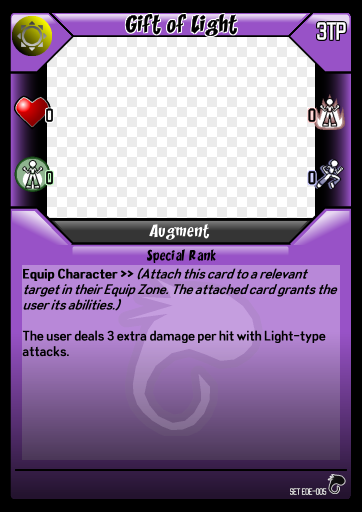 Gift of Light
3TP
0
0
0
0
Augment
Special Rank
Equip Character >> (Attach this card to a relevant
target in their Equip Zone. The attached card grants the
user its abilities.)
The user deals 3 extra damage per hit with Light-type
attacks.
SET EDE-005